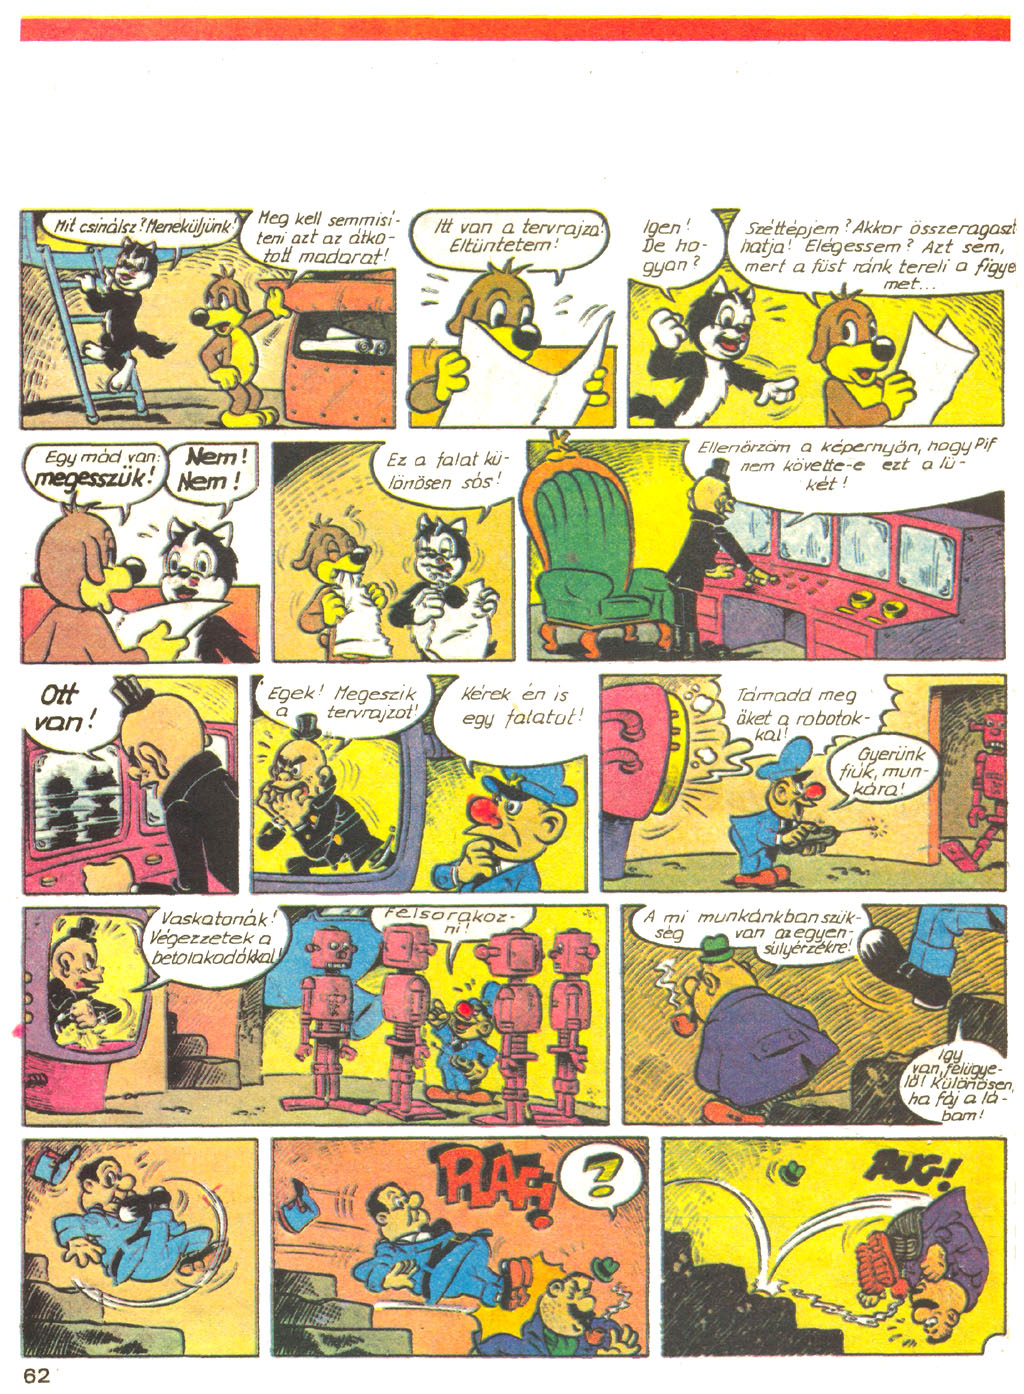 Mit csinálsz? Meneküljünk!
Meg kell semmisí-
teni azt az átko-
tott madarat!
Itt van a tervrajza!
Eltüntetem!
Igen!
De ho-
gyan?
Széttépjem? Akkor összeragaszt
hatja! Elégessem? Azt sem,
mert a füst ránk tereli a figye
met...
Egy mód van:
megesszük!
Nem!
Nem!
Ez a falat kü-
lönösen sós!
Ellenőrzöm a képernyőn, hogy Pif
nem követte-e ezt a lü-
két!
Ott
van!
Egek! Megeszik
a tervrajzot!
Kérek én is
egy falatot!
Támadd meg
őket a robotok-
kal!
Gyerünk
fiúk, mun-
kára!
Vaskatonák!
Végezzetek a
betolakodókkal!
Felsorakoz-
ni!
A mi munkánkban szük-
ség van az egyen-
súlyérzékre!
Így
van, felügye-
lő! Különösen,
ha fáj a lá-
bam!
PLAG!
?
AUG!
62